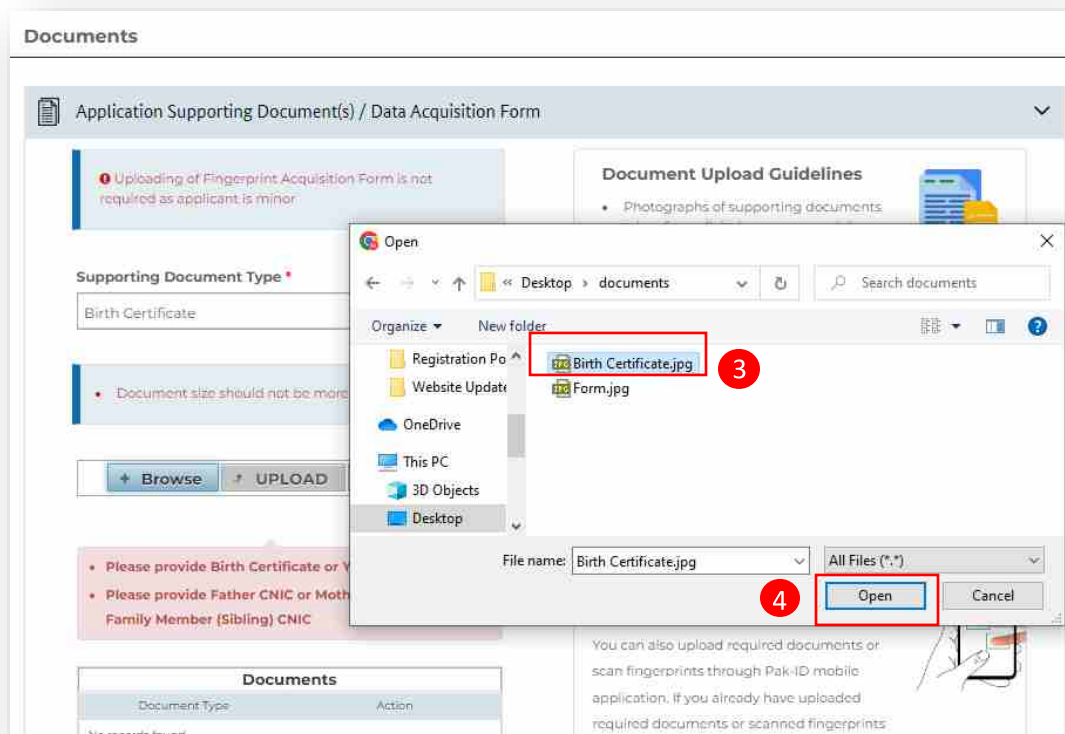 Documents
Application Supporting Document(s) / Data Acquisition Form
Uploading of Fingerprint Acquisition Form is not
required as applicant is minor
Supporting Document Type *
Birth Certificate
Document size should not be more
+ Browse
UPLOAD
Please provide Birth Certificate or
Please provide Father CNIC or
Family Member (Sibling) CNIC
Documents
Document Type Action
No records found
Document Upload Guidelines
Photographs of supporting documents
Open
« Desktop › documents
Search documents
Organize New folder
Registration Po
Website Update
OneDrive
This PC
3D Objects
Desktop
Birth Certificate.jpg
3
Form.jpg
File name: Birth Certificate.jpg
All Files (*.*)
4
Open Cancel
You can also upload required documents or
scan fingerprints through Pak-ID mobile
application. If you already have uploaded
required documents or scanned fingerprints